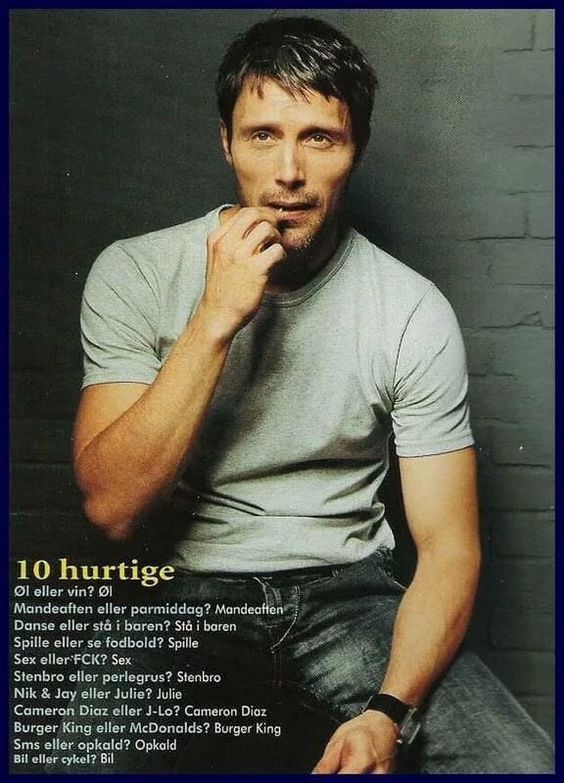 10 hurtige
Øl eller vin? Øl
Mandeaften eller parmiddag? Mandeaften
Danse eller stå i baren? Stå i baren
Spille eller se fodbold? Spille
Sex eller FCK? Sex
Stenbro eller perlegrus? Stenbro
Nik & Jay eller Julie? Julie
Cameron Diaz eller J-Lo? Cameron Diaz
Burger King eller McDonalds? Burger King
Sms eller opkald? Opkald
Bil eller cykel? Bil